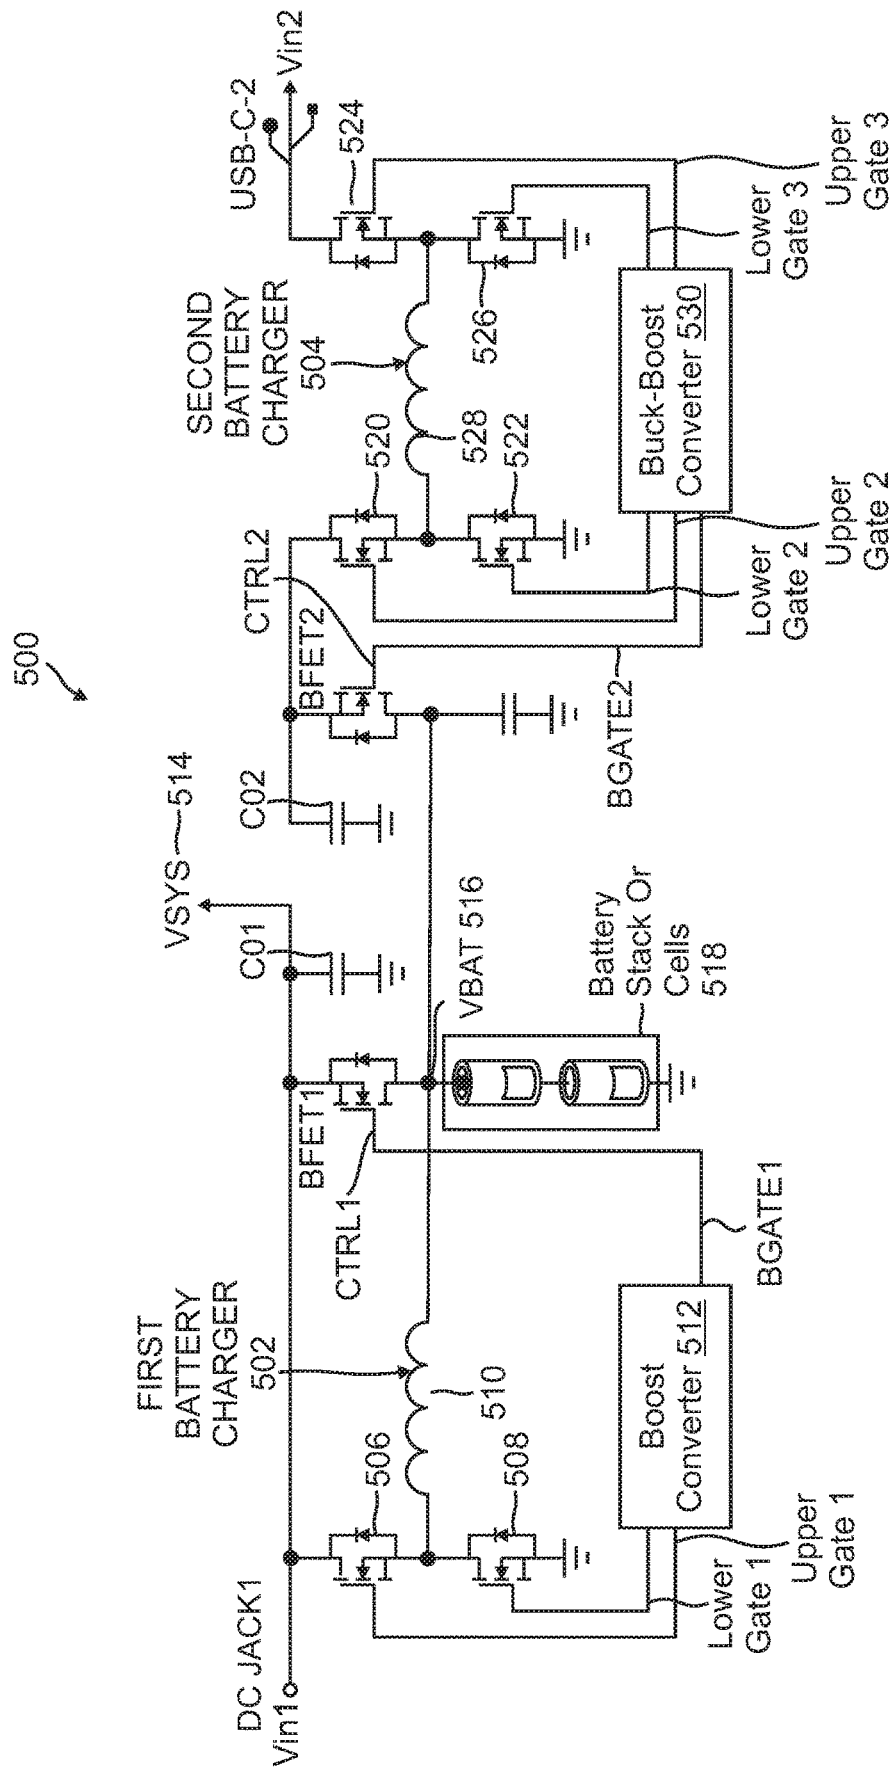 500
DC JACK1
Vin1
FIRST
BATTERY
CHARGER
502
506
508
510
Lower
Gate 1
Upper
Gate 1
Boost
Converter 512
BFET1
CTRL1
BGATE1
C01
VSYS
514
VBAT 516
Battery
Stack Or
Cells
518
C02
BFET2
CTRL2
BGATE2
SECOND
BATTERY
CHARGER
504
520
522
528
524
526
USB-C-2
Vin2
Lower
Gate 2
Upper
Gate 2
Buck-Boost
Converter 530
Lower
Gate 3
Upper
Gate 3